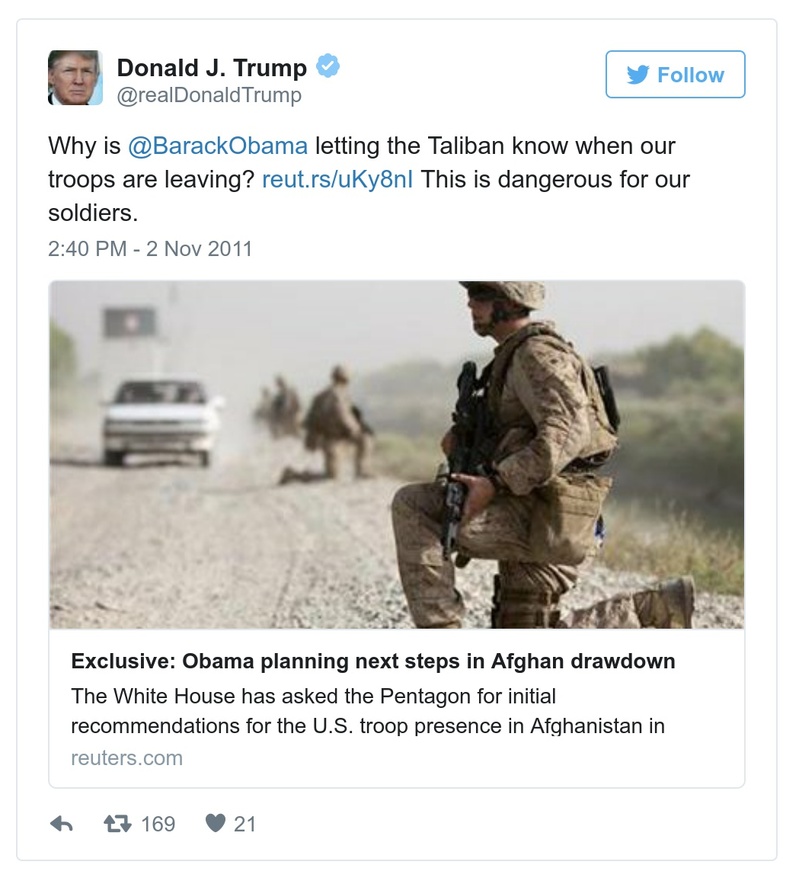 Donald J. Trump
@realDonaldTrump
Follow
Why is @BarackObama letting the Taliban know when our
troops are leaving? reut.rs/uKy8nI This is dangerous for our
soldiers.
2:40 PM - 2 Nov 2011
Exclusive: Obama planning next steps in Afghan drawdown
The White House has asked the Pentagon for initial
recommendations for the U.S. troop presence in Afghanistan in
reuters.com
169
21